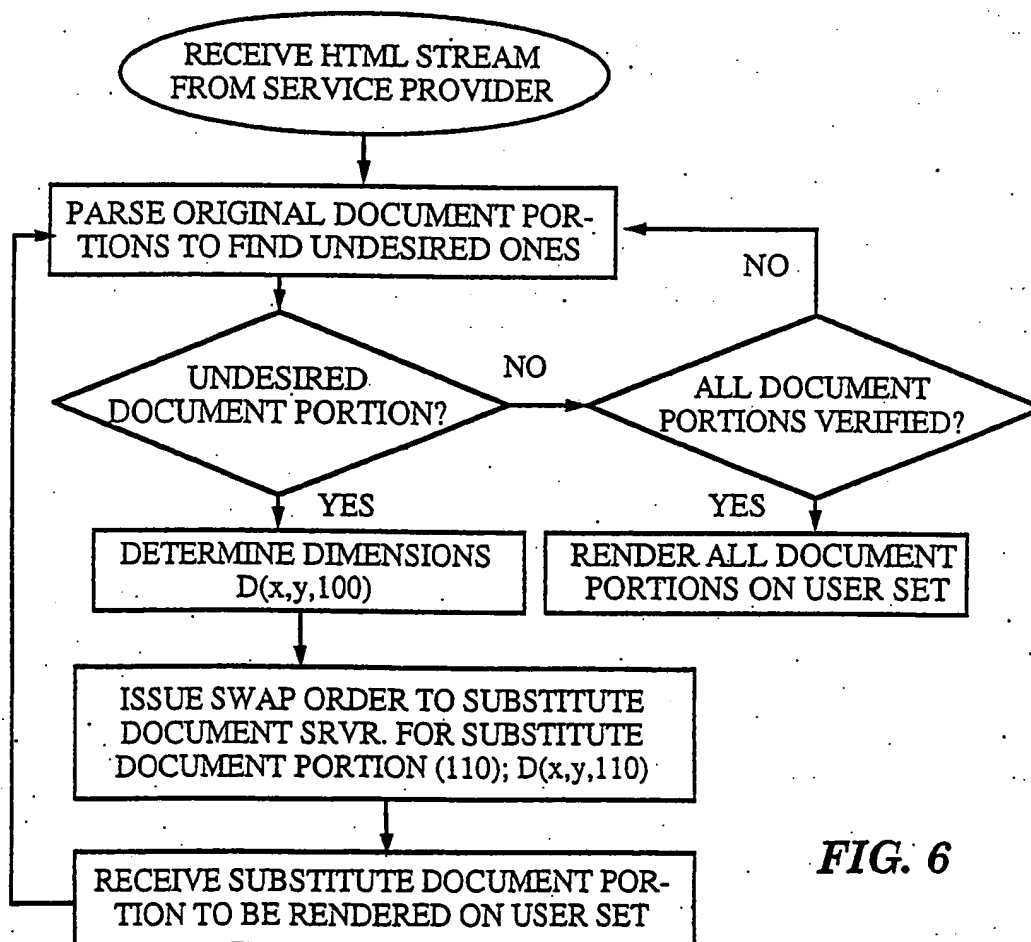 RECEIVE HTML STREAM
FROM SERVICE PROVIDER
PARSE ORIGINAL DOCUMENT POR-
TIONS TO FIND UNDESIRED ONES
NO
UNDESIRED
DOCUMENT PORTION?
NO
ALL DOCUMENT
PORTIONS VERIFIED?
YES
YES
DETERMINE DIMENSIONS
D(x,y,100)
RENDER ALL DOCUMENT
PORTIONS ON USER SET
ISSUE SWAP ORDER TO SUBSTITUTE
DOCUMENT SRVR. FOR SUBSTITUTE
DOCUMENT PORTION (110); D(x,y,110)
RECEIVE SUBSTITUTE DOCUMENT POR-
TION TO BE RENDERED ON USER SET
FIG. 6